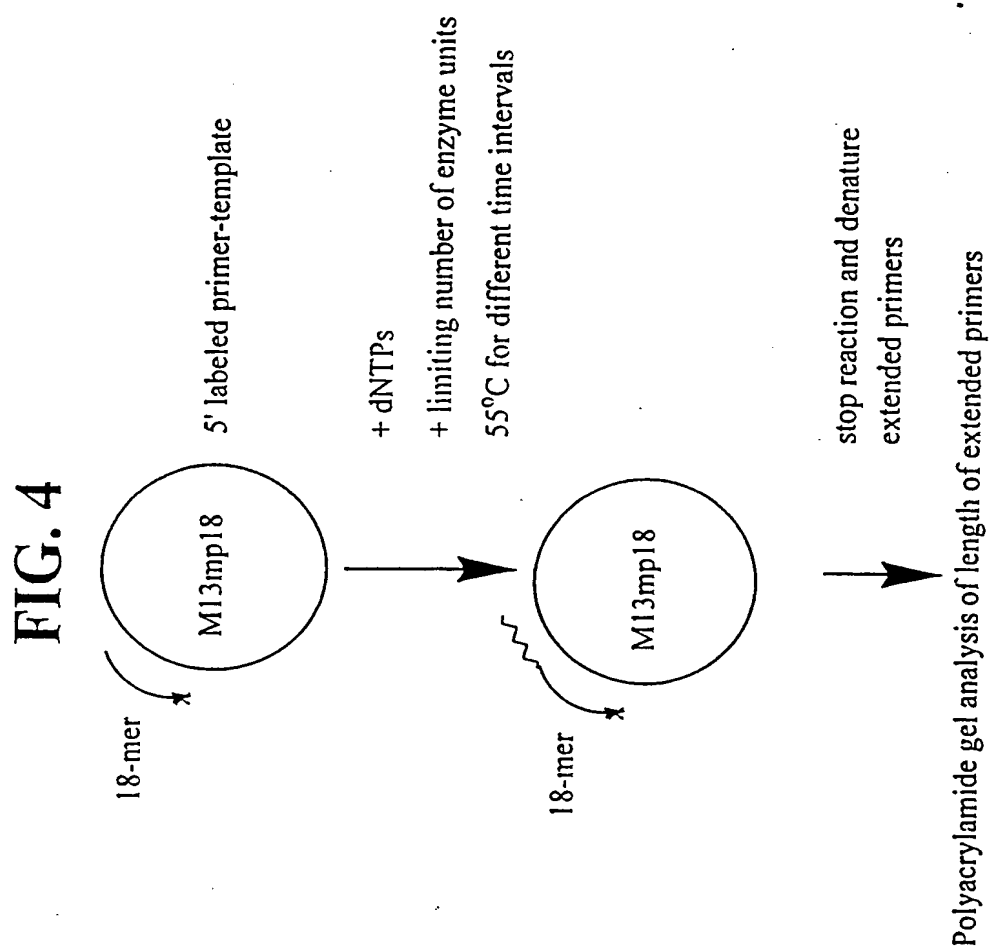 FIG. 4
18-mer
M13mp18
5' labeled primer-template
+ dNTPs
+ limiting number of enzyme units
55°C for different time intervals
18-mer
M13mp18
stop reaction and denature
extended primers
Polyacrylamide gel analysis of length of extended primers